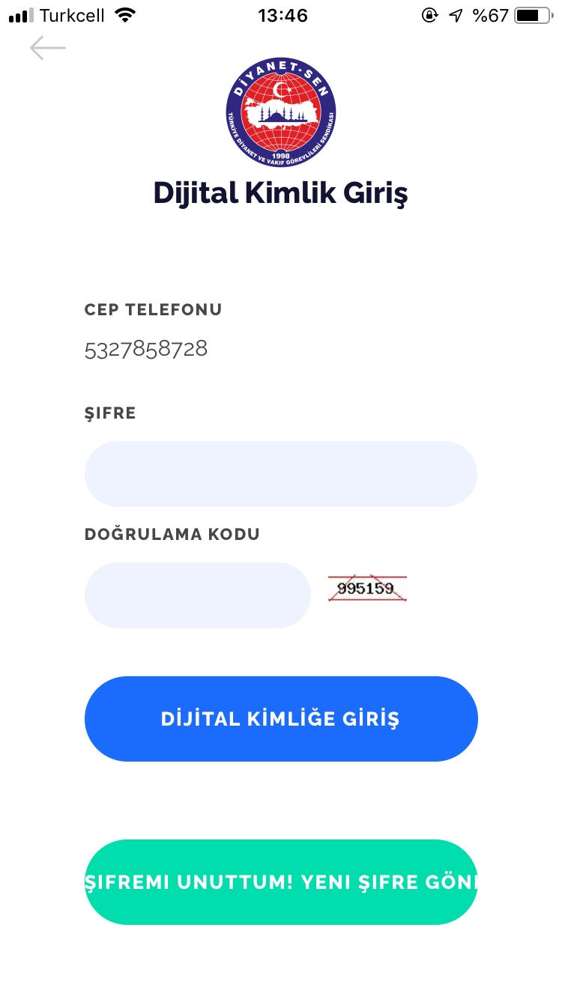 Turkcell 13:46 %67
DİYANET-SEN
TÜRKİYE DİYANET VE VAKIF GÖREVLİLERİ SENDİKASI
1998
Dijital Kimlik Giriş
CEP TELEFONU
5327858728
ŞIFRE
DOĞRULAMA KODU
995159
DİJİTAL KİMLİĞE GİRİŞ
ŞIFREMI UNUTTUM! YENI ŞIFRE GÖN